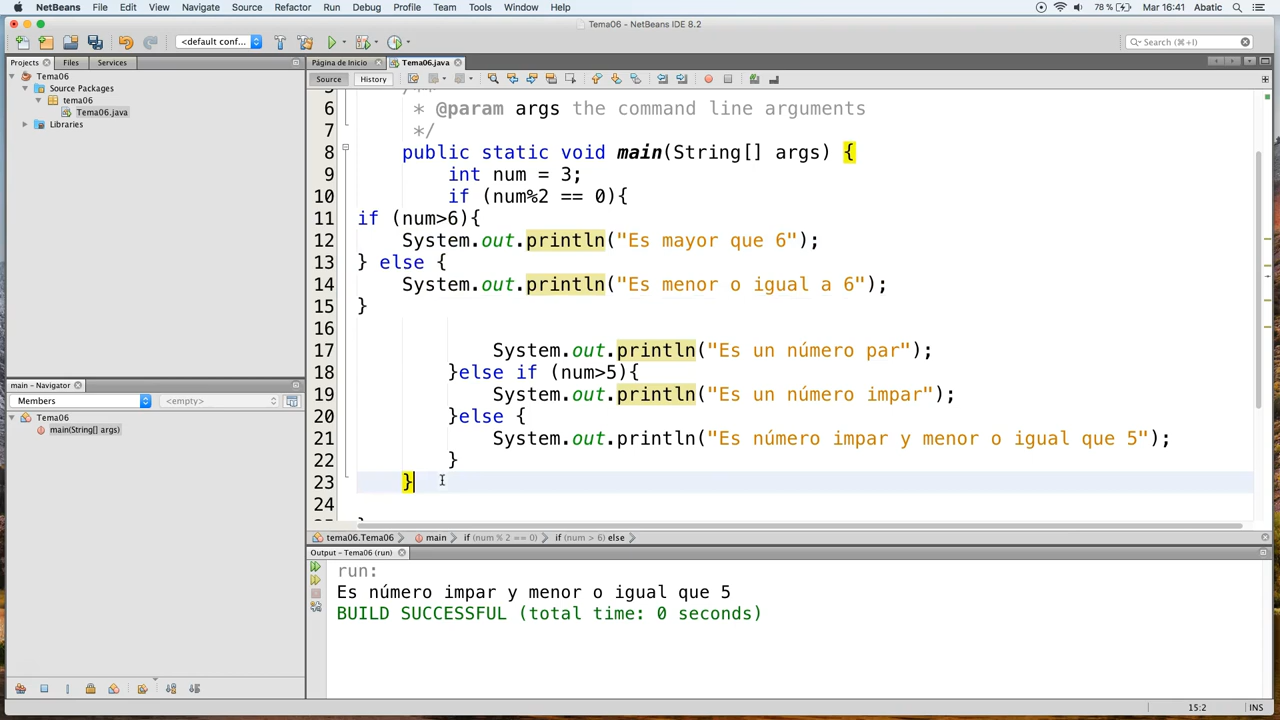 NetBeans File Edit View Navigate Source Refactor Run Debug Profile Team Tools Window Help 78 % Mar 16:41 Abatic
Tema06 - NetBeans IDE 8.2
<default conf... Search (⌘+I)
Projects Files Services Página de Inicio Tema06.java
Source History
Tema06
Source Packages
tema06
Tema06.java
Libraries
6 * @param args the command line arguments
7 */
8 public static void main(String[] args) {
9 int num = 3;
10 if (num%2 == 0){
11 if (num>6){
12 System.out.println("Es mayor que 6");
13 } else {
14 System.out.println("Es menor o igual a 6");
15 }
16
17 System.out.println("Es un número par");
18 }else if (num>5){
19 System.out.println("Es un número impar");
20 }else {
21 System.out.println("Es número impar y menor o igual que 5");
22 }
23 }
24
main - Navigator
Members <empty>
Tema06
main(String[] args)
tema06.Tema06 main if (num % 2 == 0) if (num > 6) else
Output - Tema06 (run)
run:
Es número impar y menor o igual que 5
BUILD SUCCESSFUL (total time: 0 seconds)
15:2 INS